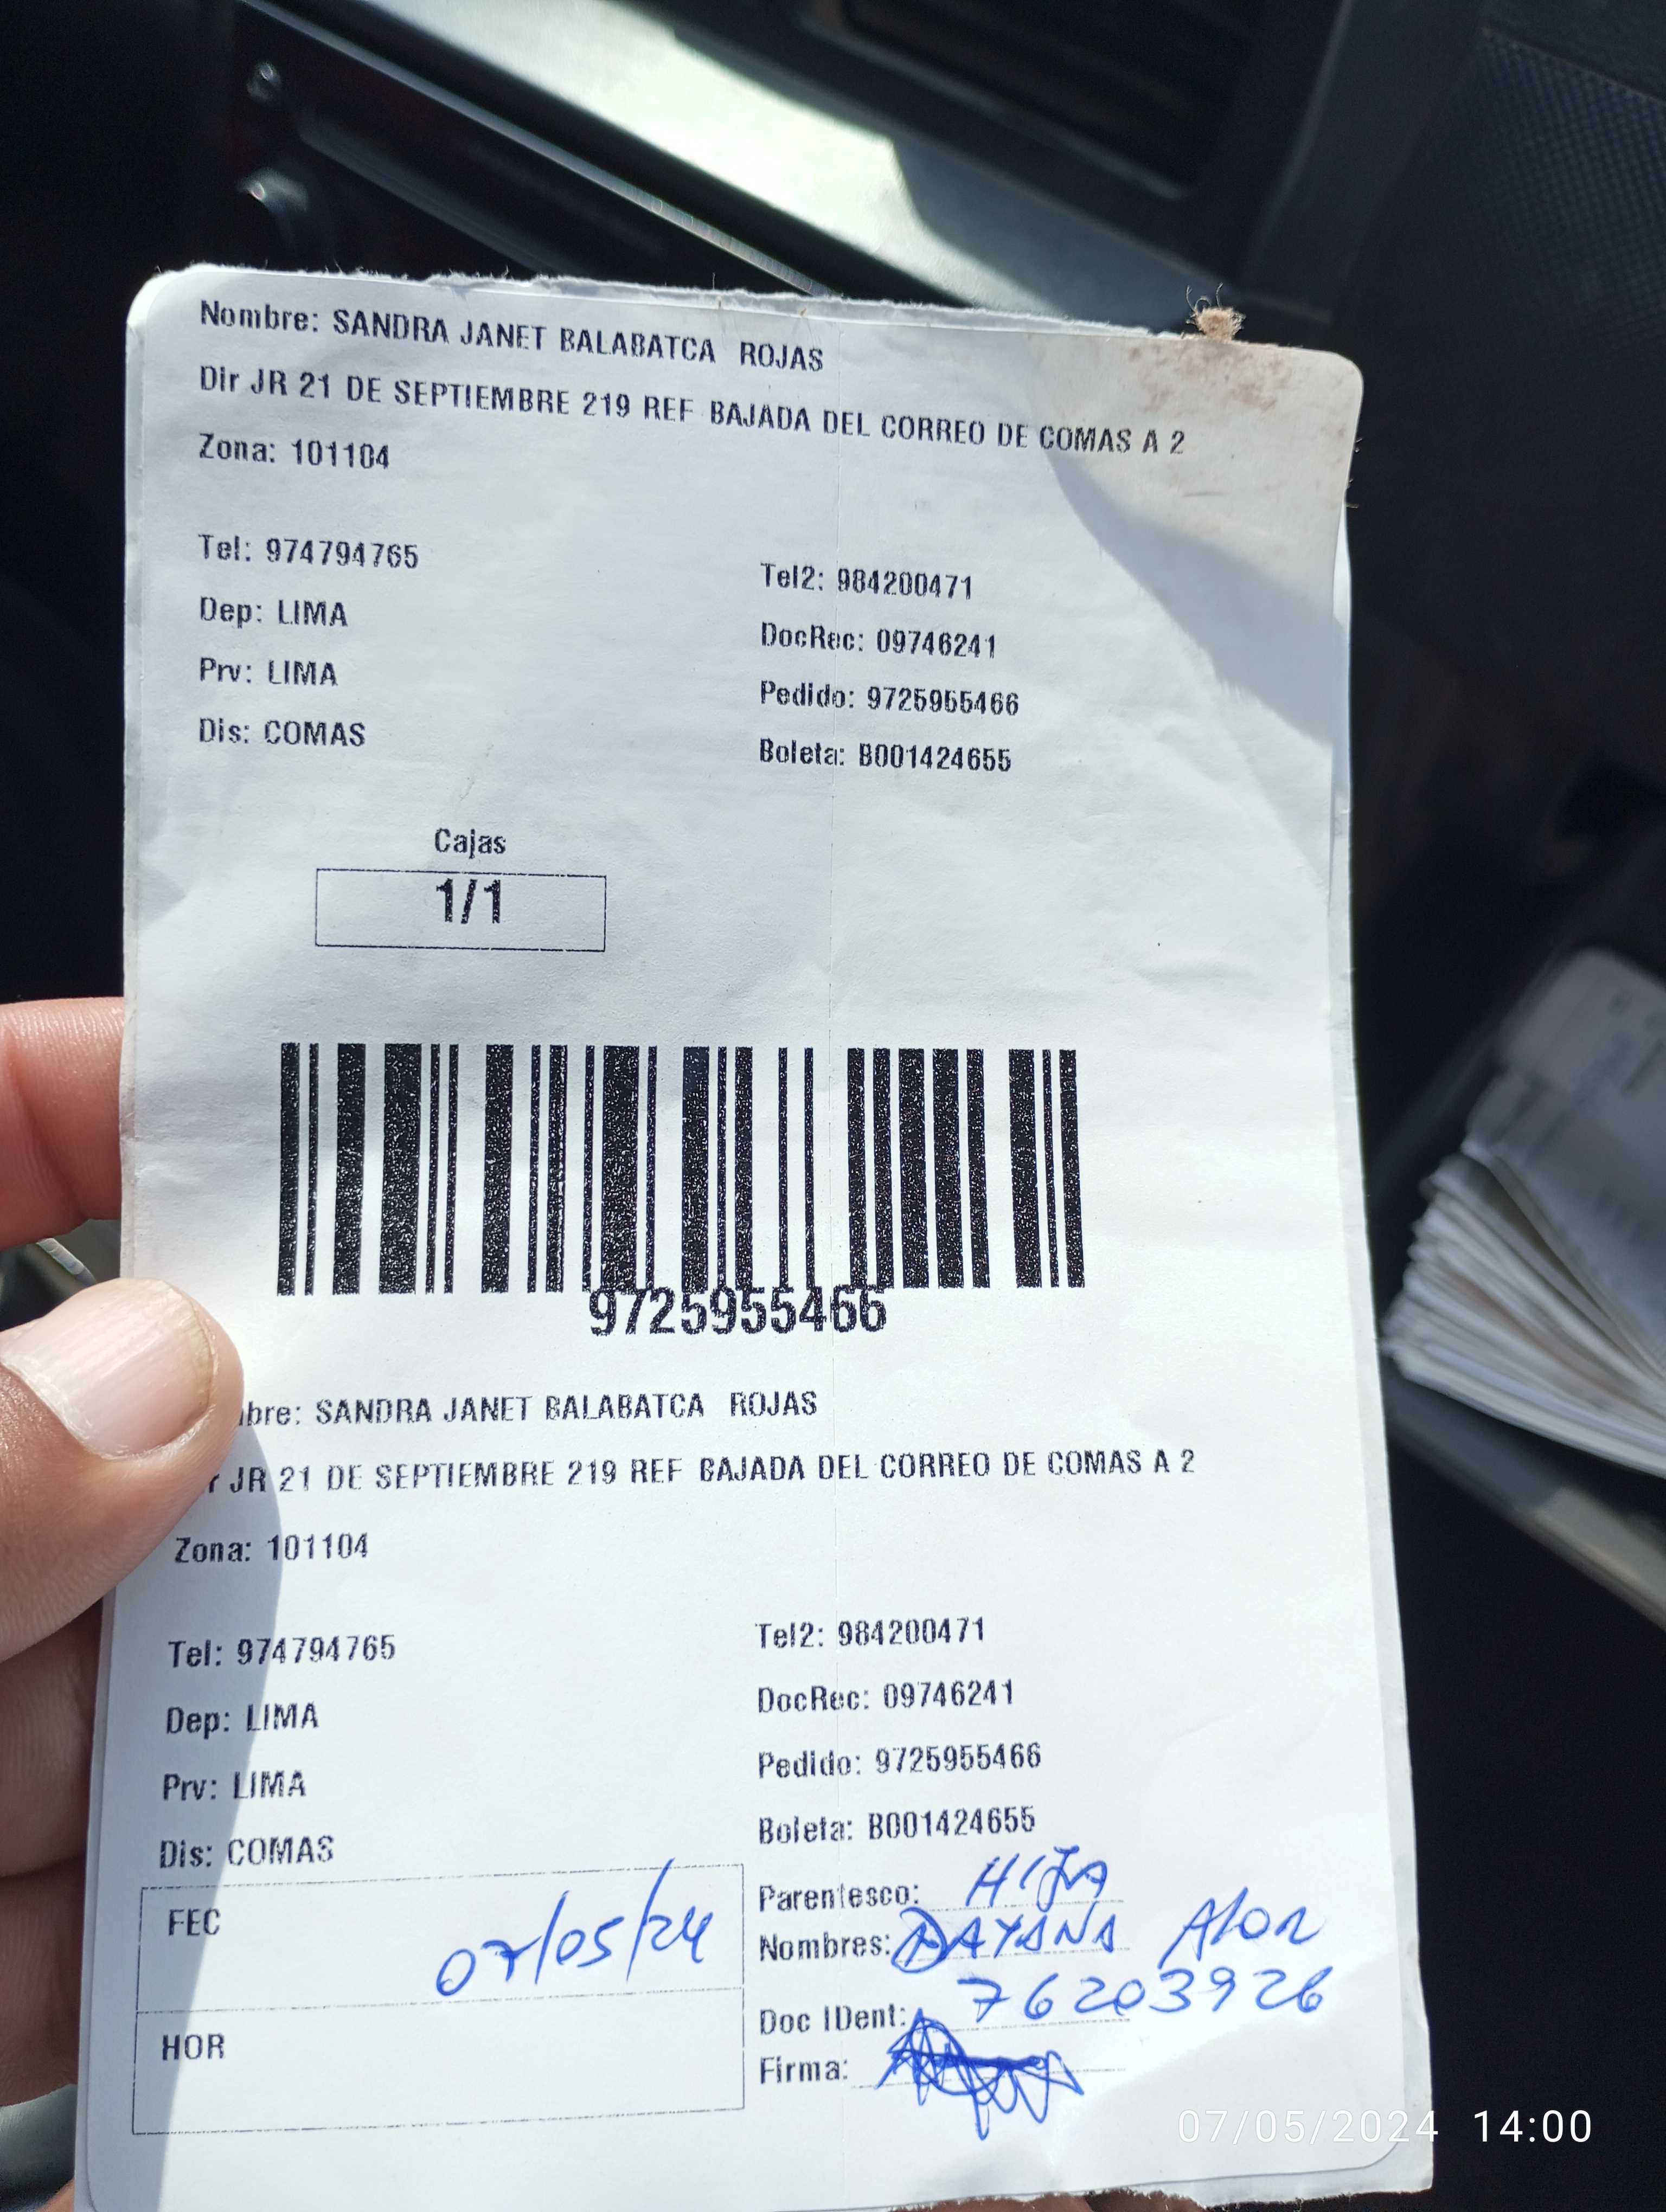 Nombre: SANDRA JANET BALABATCA ROJAS
Dir JR 21 DE SEPTIEMBRE 219 REF BAJADA DEL CORREO DE COMAS A 2
Zona: 101104
Tel: 974794765
Tel2: 984200471
Dep: LIMA
DocRec: 09746241
Prv: LIMA
Pedido: 9725955466
Dis: COMAS
Boleta: B001424655
Cajas
1/1
9725955466
bre: SANDRA JANET BALABATCA ROJAS
r JR 21 DE SEPTIEMBRE 219 REF BAJADA DEL CORREO DE COMAS A 2
Zona: 101104
Tel: 974794765
Tel2: 984200471
Dep: LIMA
DocRec: 09746241
Prv: LIMA
Pedido: 9725955466
Dis: COMAS
Boleta: B001424655
FEC 07/05/24
HOR
Parentesco: HIJA
Nombres: DAYANA Alor
Doc IDent: 76203926
Firma:
07/05/2024 14:00